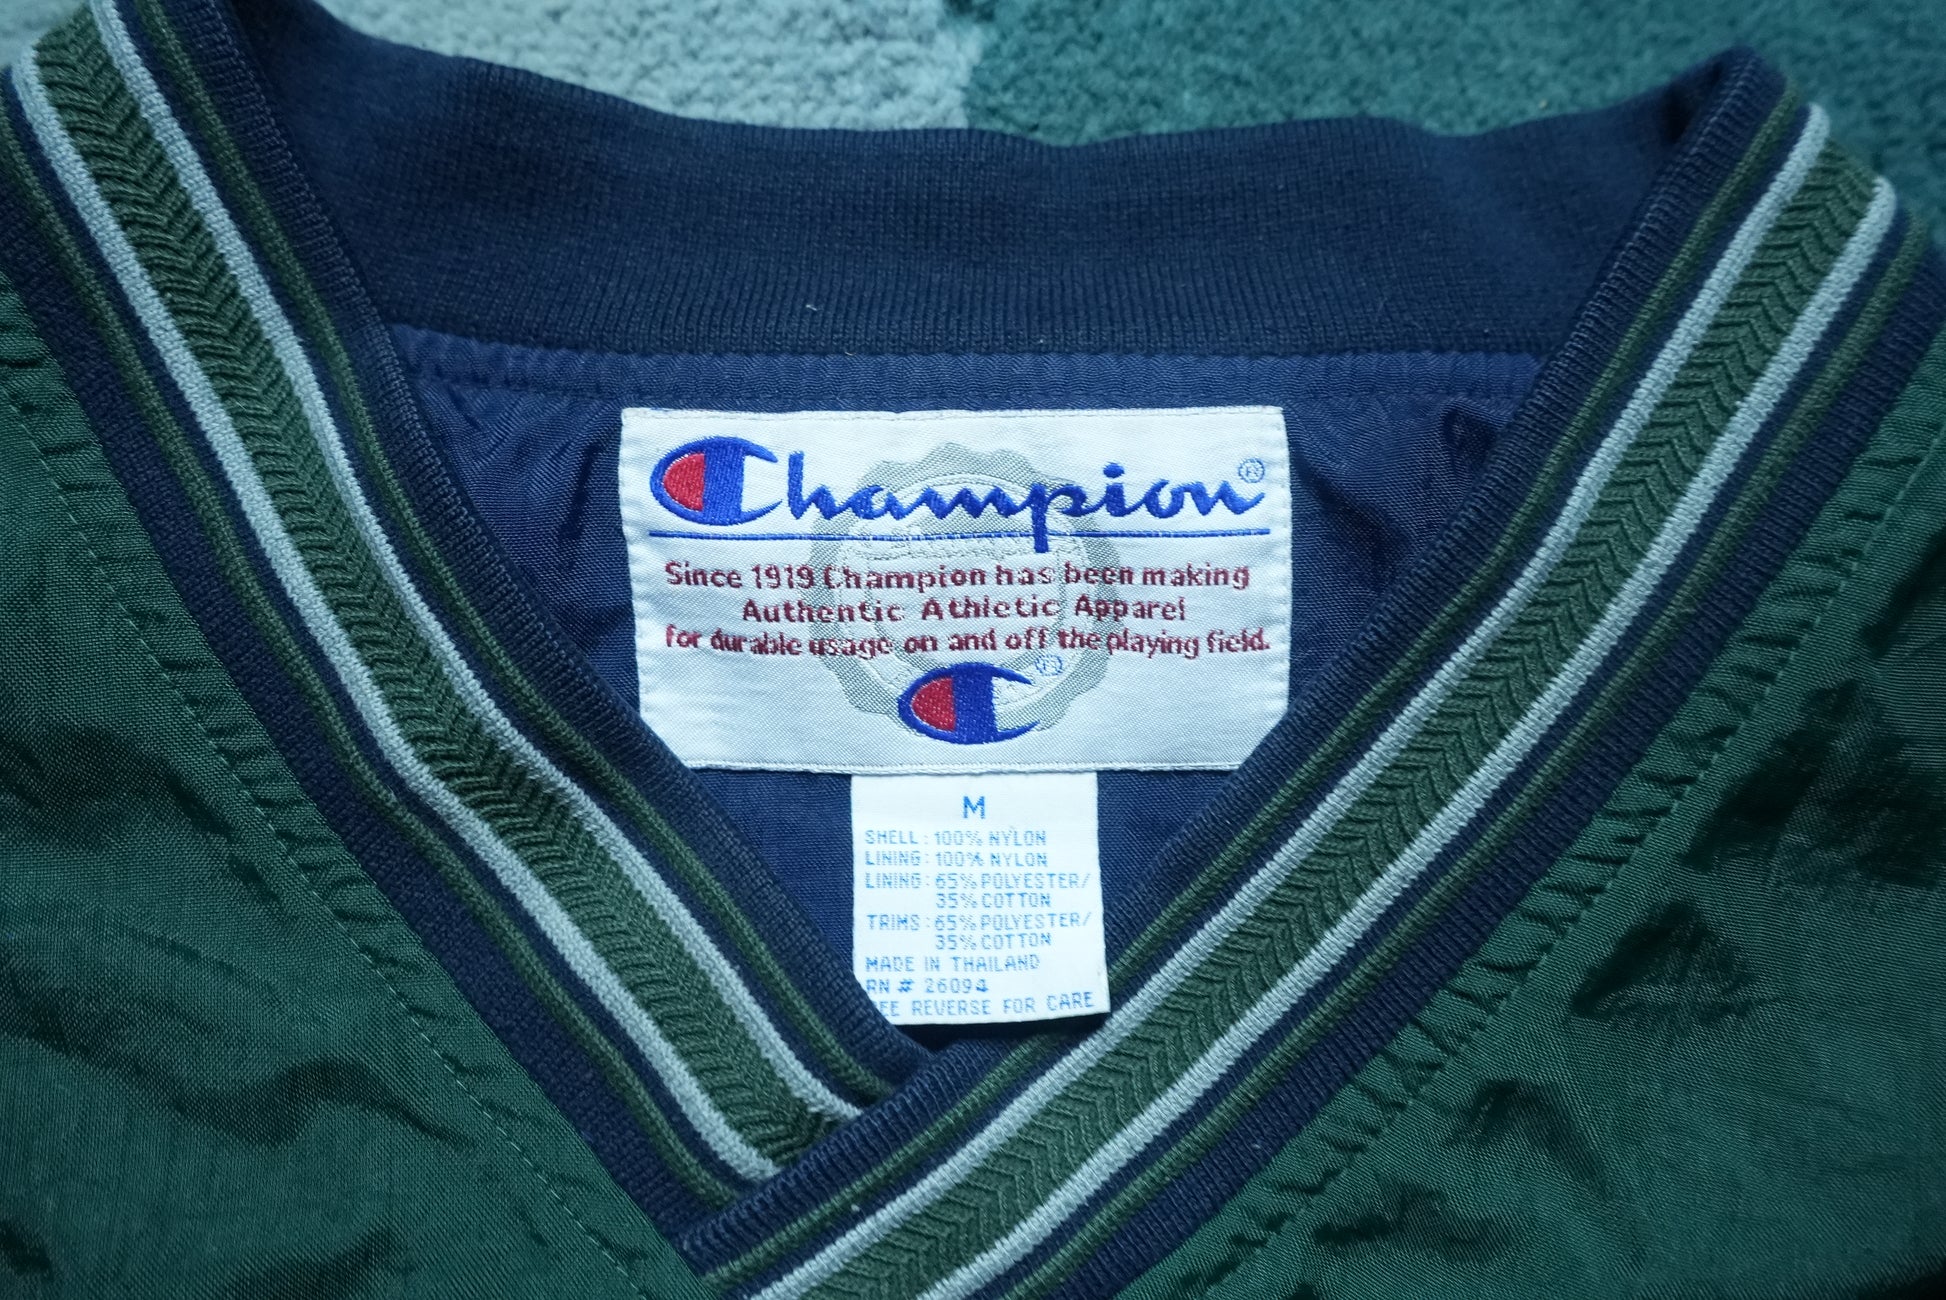 Champion®
Since 1919 Champion has been making
Authentic Athletic Apparel
for durable usage on and off the playing field.
®
M
SHELL: 100% NYLON
LINING: 100% NYLON
LINING: 65% POLYESTER/
35% COTTON
TRIMS: 65% POLYESTER/
35% COTTON
MADE IN THAILAND
RN # 26094
EE REVERSE FOR CARE